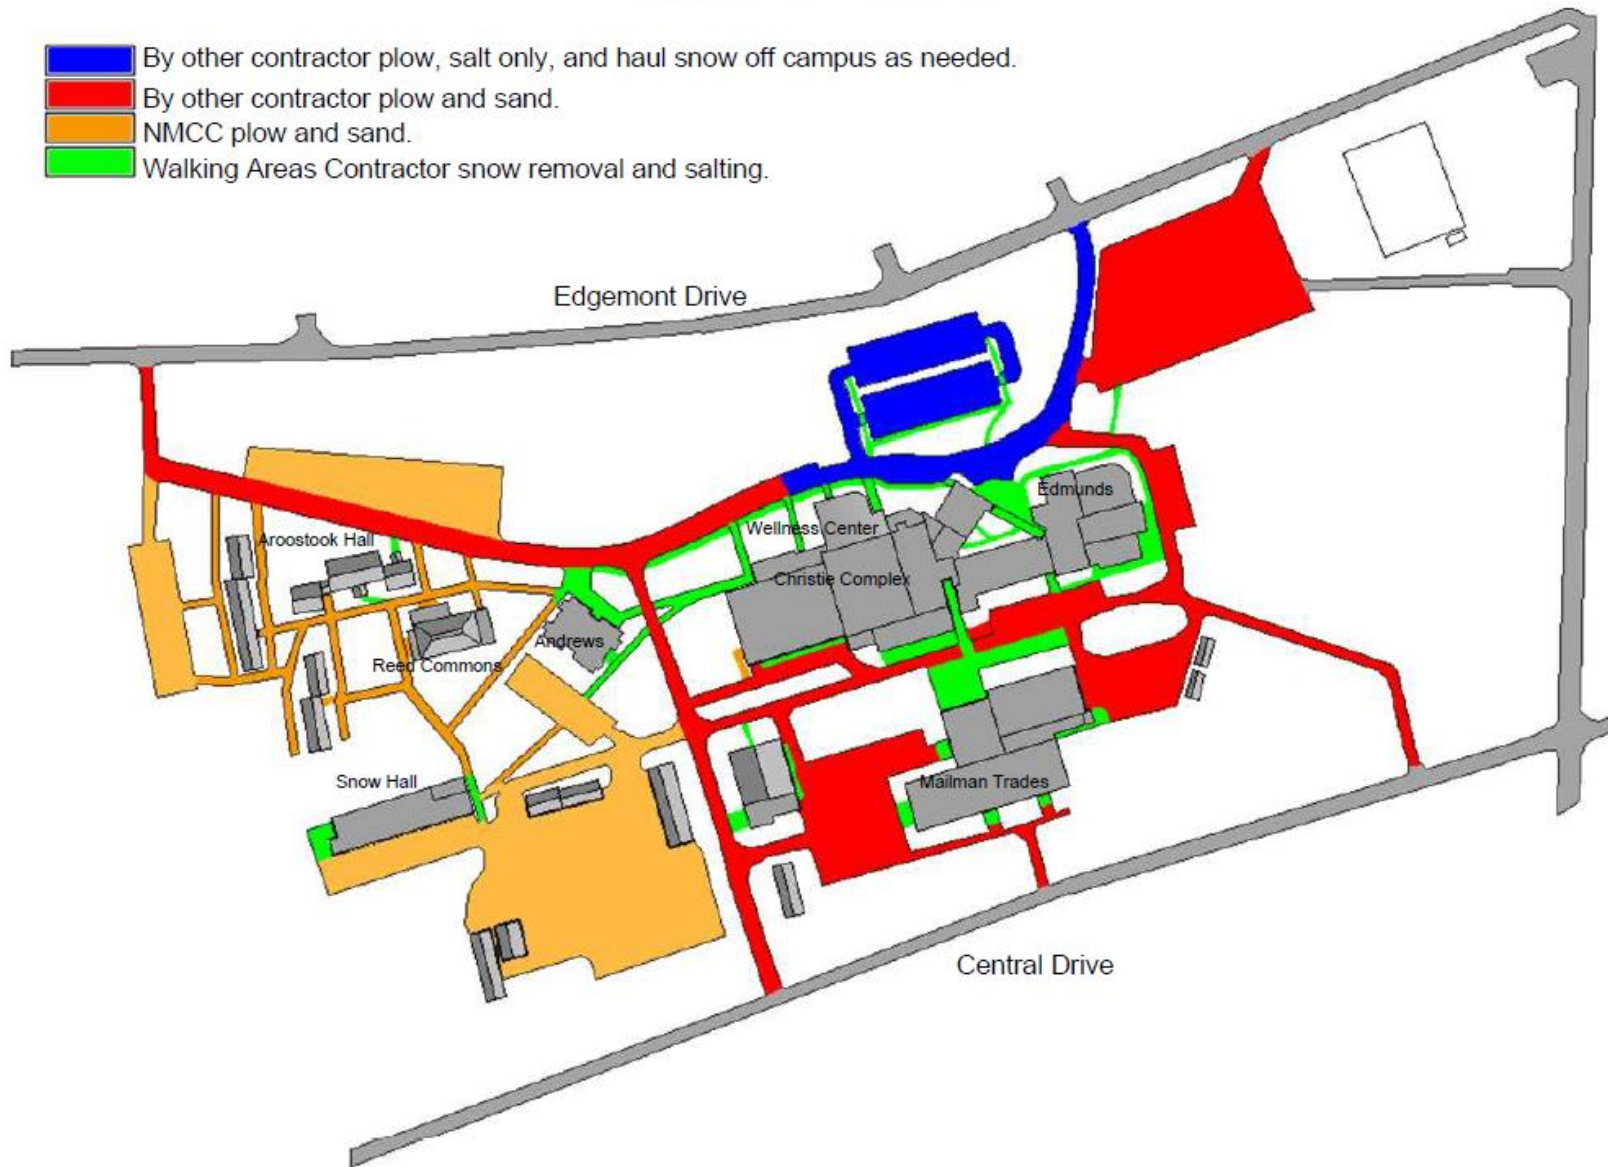 By other contractor plow, salt only, and haul snow off campus as needed.
By other contractor plow and sand.
NMCC plow and sand.
Walking Areas Contractor snow removal and salting.
Edgemont Drive
Edmunds
Wellness Center
Aroostook Hall
Christie Complex
Andrews
Reed Commons
Snow Hall
Mailman Trades
Central Drive